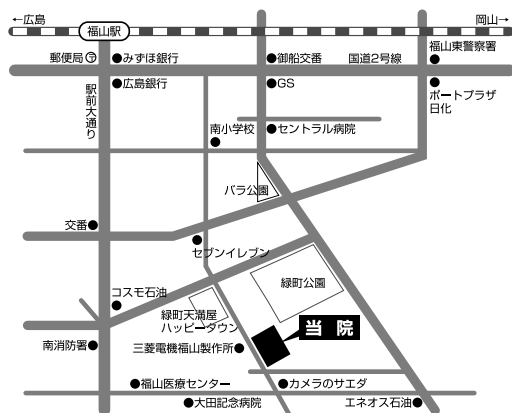 ←広島
岡山→
福山駅
郵便局〒
みずほ銀行
御船交番
国道2号線
福山東警察署
広島銀行
GS
ポートプラザ
日化
駅前大通り
南小学校
セントラル病院
バラ公園
交番
セブンイレブン
緑町公園
コスモ石油
緑町天満屋
ハッピータウン
当院
南消防署
三菱電機福山製作所
福山医療センター
カメラのサエダ
大田記念病院
エネオス石油